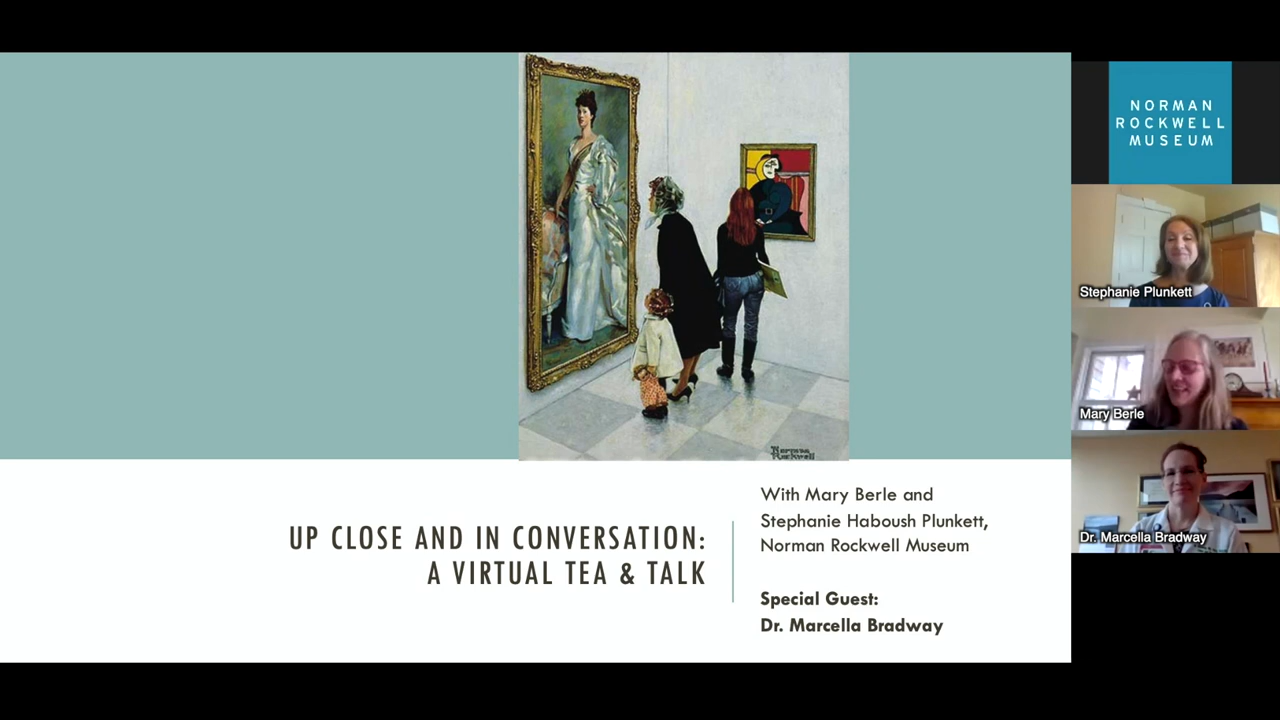 Norman
Rockwell
UP CLOSE AND IN CONVERSATION:
A VIRTUAL TEA & TALK
With Mary Berle and
Stephanie Haboush Plunkett,
Norman Rockwell Museum
Special Guest:
Dr. Marcella Bradway
NORMAN
ROCKWELL
MUSEUM
Stephanie Plunkett
Mary Berle
Dr. Marcella Bradway